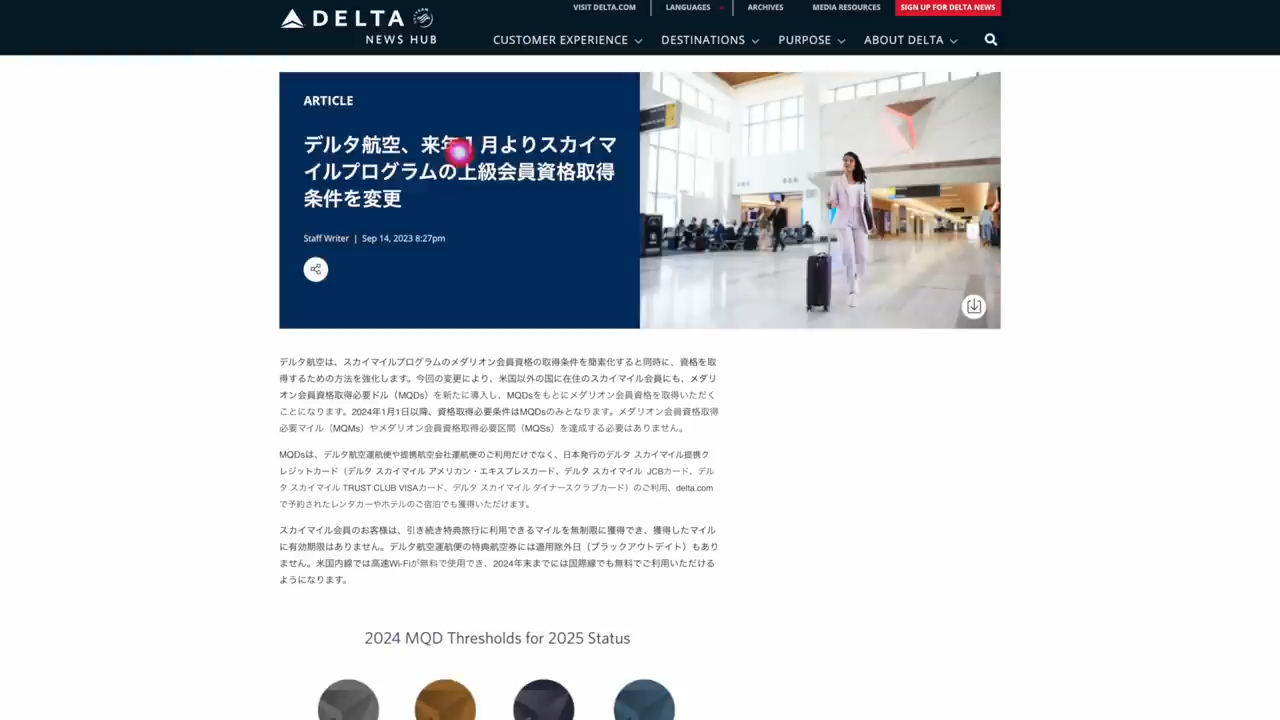 DELTA
NEWS HUB
VISIT DELTA.COM
LANGUAGES
ARCHIVES
MEDIA RESOURCES
SIGN UP FOR DELTA NEWS
CUSTOMER EXPERIENCE
DESTINATIONS
PURPOSE
ABOUT DELTA
ARTICLE
デルタ航空、来年1 月よりスカイマ
イルプログラムの上級会員資格取得
条件を変更
Staff Writer | Sep 14, 2023 8:27pm
デルタ航空は、スカイマイルプログラムのメダリオン会員資格の取得条件を簡素化すると同時に、資格を取
得するための方法を強化します。今回の変更により、米国以外の国に在住のスカイマイル会員にも、メダリ
オン会員資格取得必要ドル（MQDs）を新たに導入し、MQDsをもとにメダリオン会員資格を取得いただく
ことになります。2024年1月1日以降、資格取得必要条件はMQDsのみとなります。メダリオン会員資格取得
必要マイル（MQMs）やメダリオン会員資格取得必要区間（MQSs）を達成する必要はありません。
MQDsは、デルタ航空運航便や提携航空会社運航便のご利用だけでなく、日本発行のデルタ スカイマイル提携ク
レジットカード（デルタ スカイマイル アメリカン・エキスプレスカード、デルタ スカイマイル JCBカード、デル
タ スカイマイル TRUST CLUB VISAカード、デルタ スカイマイル ダイナースクラブカード）のご利用、delta.com
で予約されたレンタカーやホテルのご宿泊でも獲得いただけます。
スカイマイル会員のお客様は、引き続き特典旅行に利用できるマイルを無制限に獲得でき、獲得したマイル
に有効期限はありません。デルタ航空運航便の特典航空券には適用除外日（ブラックアウトデイト）もあり
ません。米国内線では高速Wi-Fiが無料で使用でき、2024年末までには国際線でも無料でご利用いただける
ようになります。
2024 MQD Thresholds for 2025 Status